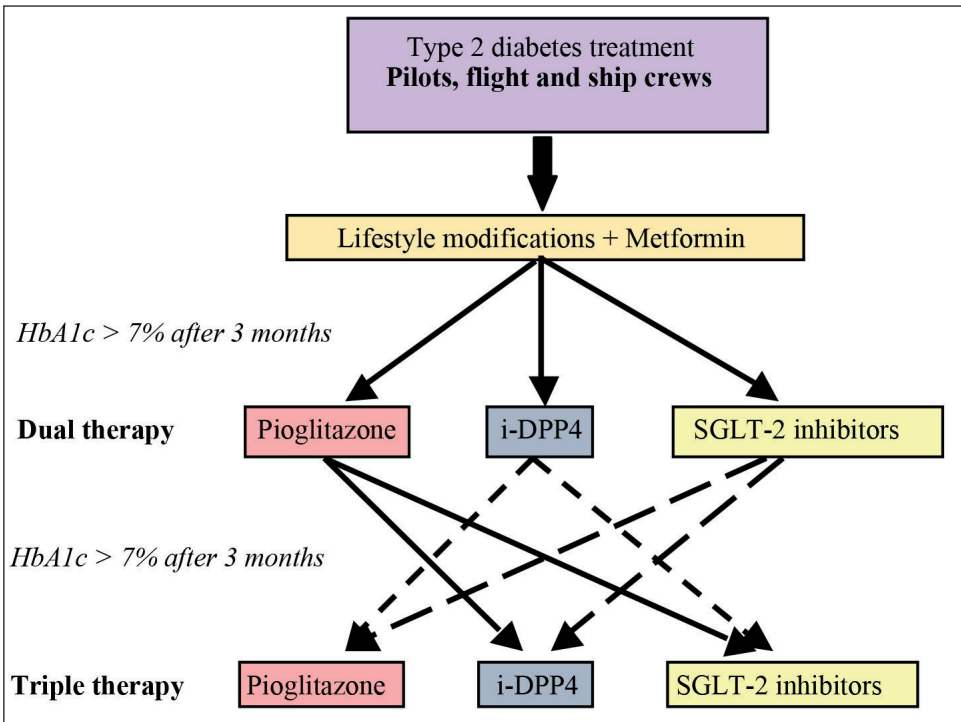 Type 2 diabetes treatment
Pilots, flight and ship crews
Lifestyle modifications + Metformin
HbA1c > 7% after 3 months
Dual therapy
Pioglitazone
i-DPP4
SGLT-2 inhibitors
HbA1c > 7% after 3 months
Triple therapy
Pioglitazone
i-DPP4
SGLT-2 inhibitors